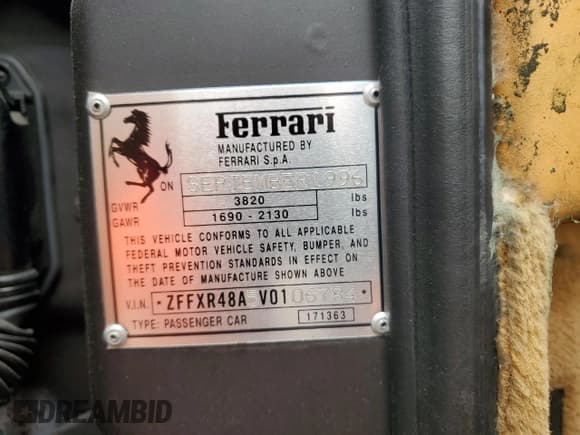 Ferrari
MANUFACTURED BY
FERRARI S.p.A.
ON SEPTEMBER 1996
GVWR 3820 lbs
GAWR 1690 - 2130 lbs
THIS VEHICLE CONFORMS TO ALL APPLICABLE
FEDERAL MOTOR VEHICLE SAFETY, BUMPER, AND
THEFT PREVENTION STANDARDS IN EFFECT ON
THE DATE OF MANUFACTURE SHOWN ABOVE
V.I.N.
TYPE: PASSENGER CAR 171363
DREAMBID